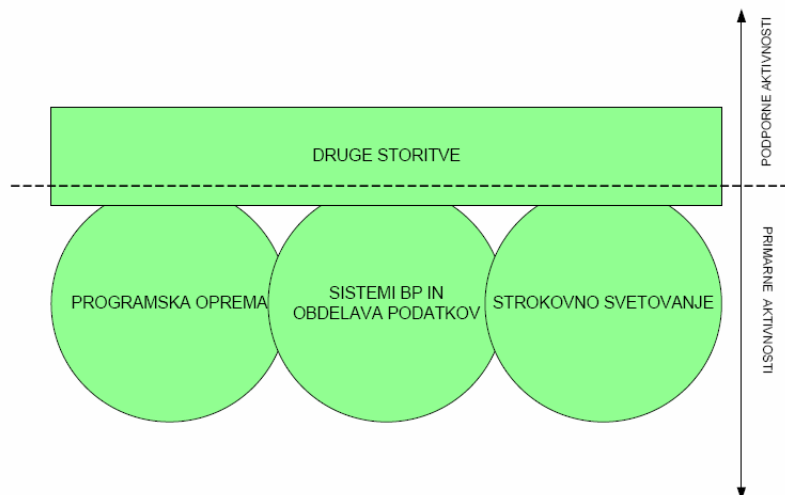 DRUGE STORITVE
PROGRAMSKA OPREMA
SISTEMI BP IN
OBDELAVA PODATKOV
STROKOVNO SVETOVANJE
PODPORNE AKTIVNOSTI
PRIMARNE AKTIVNOSTI